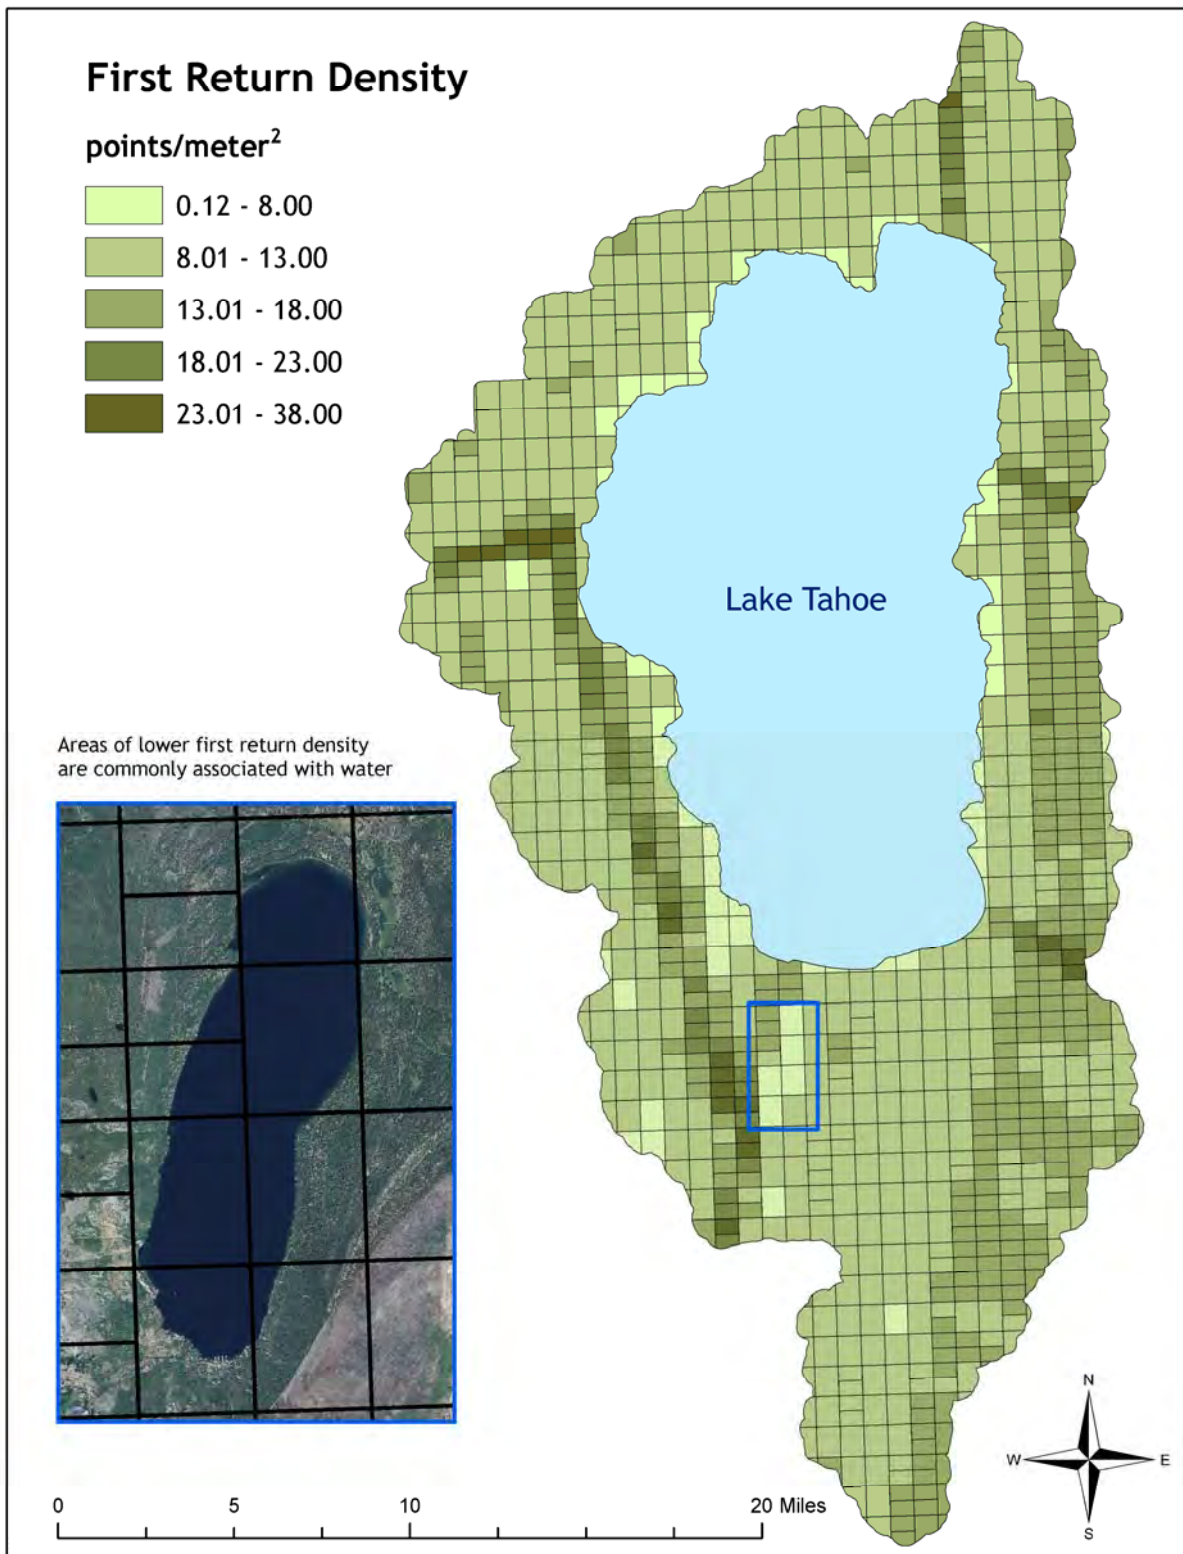 First Return Density
points/meter²
0.12 - 8.00
8.01 - 13.00
13.01 - 18.00
18.01 - 23.00
23.01 - 38.00
Lake Tahoe
Areas of lower first return density
are commonly associated with water
N
W E
S
0 5 10 20 Miles